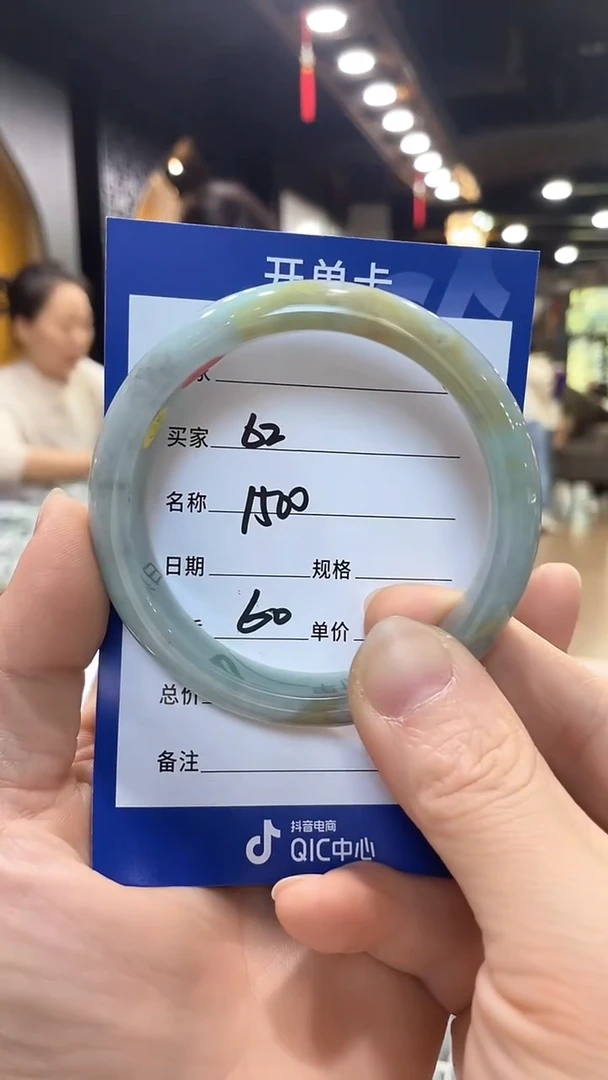 开单卡
买家 62
名称 1500
日期 规格
60 单价
总价
备注
抖音电商
QIC中心